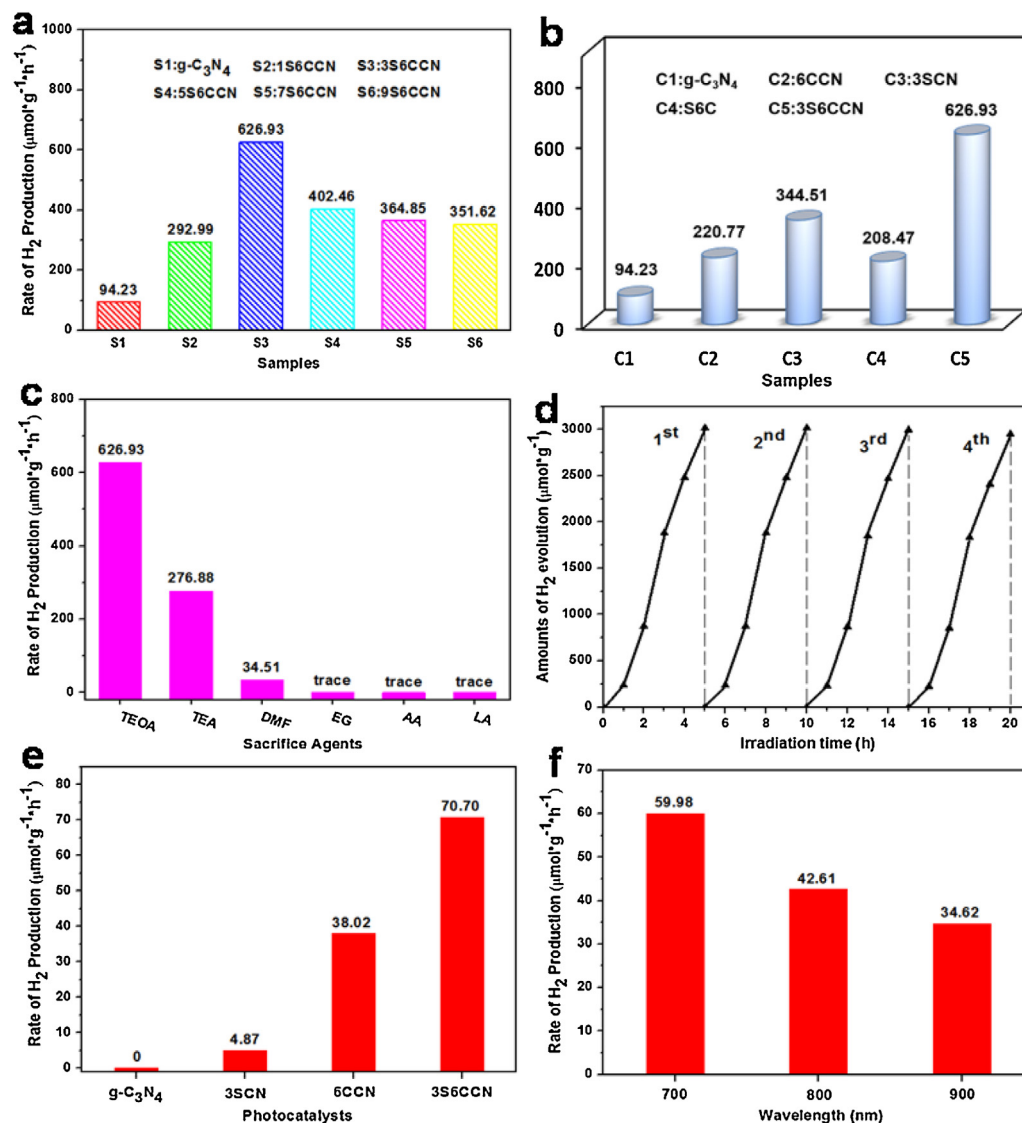 a
Rate of H₂ Production (μmol*g⁻¹*h⁻¹)
1000
800
600
400
200
0
S1:g-C₃N₄ S2:1S6CCN S3:3S6CCN
S4:5S6CCN S5:7S6CCN S6:9S6CCN
94.23
292.99
626.93
402.46
364.85
351.62
S1 S2 S3 S4 S5 S6
Samples
b
800
600
400
200
0
C1:g-C₃N₄ C2:6CCN C3:3SCN
C4:S6C C5:3S6CCN
94.23
220.77
344.51
208.47
626.93
C1 C2 C3 C4 C5
Samples
c
Rate of H₂ Production (μmol*g⁻¹*h⁻¹)
800
600
400
200
0
626.93
276.88
34.51
trace
trace
trace
TEOA TEA DMF EG AA LA
Sacrifice Agents
d
Amounts of H₂ evolution (μmol*g⁻¹)
3000
2500
2000
1500
1000
500
0
1ˢᵗ 2ⁿᵈ 3ʳᵈ 4ᵗʰ
0 2 4 6 8 10 12 14 16 18 20
Irradiation time (h)
e
Rate of H₂ Production (μmol*g⁻¹*h⁻¹)
80
70
60
50
40
30
20
10
0
0
4.87
38.02
70.70
g-C₃N₄ 3SCN 6CCN 3S6CCN
Photocatalysts
f
Rate of H₂ Production (μmol*g⁻¹*h⁻¹)
70
60
50
40
30
20
10
0
59.98
42.61
34.62
700 800 900
Wavelength (nm)